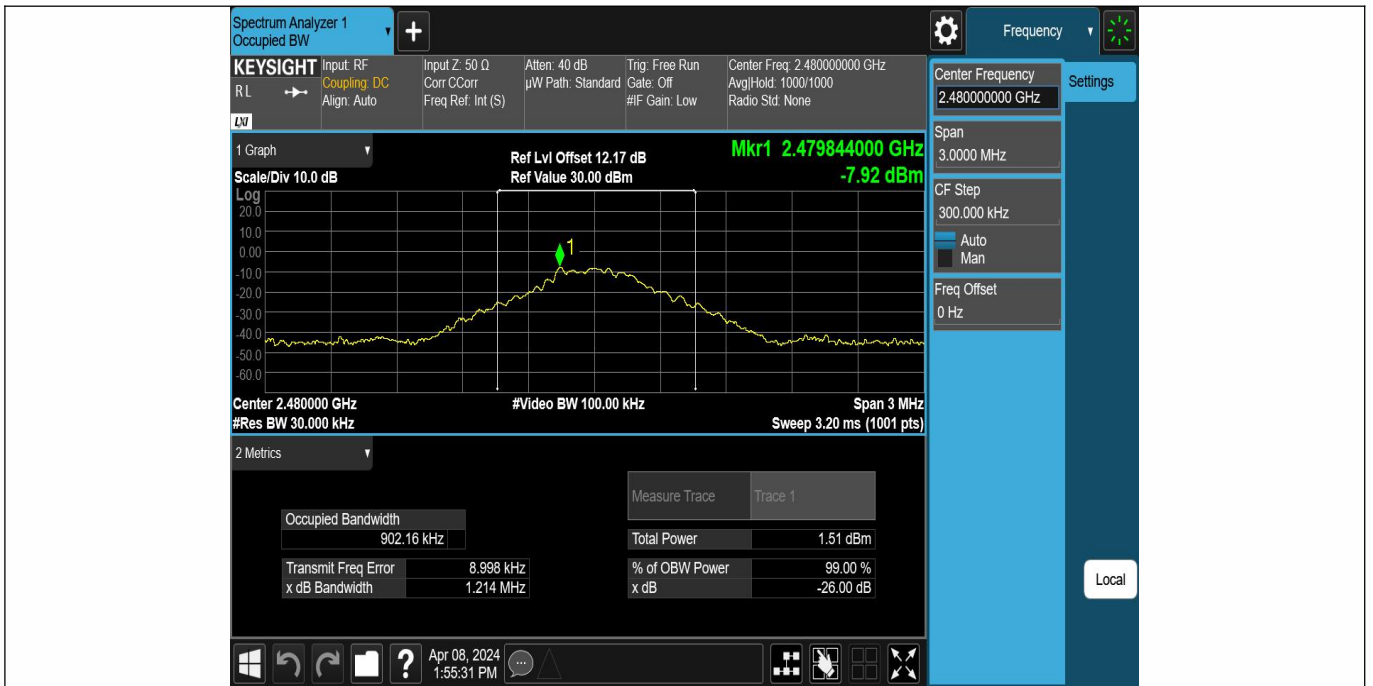 Spectrum Analyzer 1
Occupied BW
+
Frequency
KEYSIGHT
RL
LXI
Input: RF
Coupling: DC
Align: Auto
Input Z: 50 Ω
Corr CCorr
Freq Ref: Int (S)
Atten: 40 dB
µW Path: Standard
Trig: Free Run
Gate: Off
#IF Gain: Low
Center Freq: 2.480000000 GHz
Avg|Hold: 1000/1000
Radio Std: None
Center Frequency
2.480000000 GHz
Settings
Span
3.0000 MHz
CF Step
300.000 kHz
Auto
Man
Freq Offset
0 Hz
Local
1 Graph
Scale/Div 10.0 dB
Ref Lvl Offset 12.17 dB
Ref Value 30.00 dBm
Mkr1 2.479844000 GHz
-7.92 dBm
Log
20.0
10.0
0.00
-10.0
-20.0
-30.0
-40.0
-50.0
-60.0
1
Center 2.480000 GHz
#Res BW 30.000 kHz
#Video BW 100.00 kHz
Span 3 MHz
Sweep 3.20 ms (1001 pts)
2 Metrics
Measure Trace Trace 1
Occupied Bandwidth
902.16 kHz
Total Power 1.51 dBm
Transmit Freq Error 8.998 kHz
% of OBW Power 99.00 %
x dB Bandwidth 1.214 MHz
x dB -26.00 dB
?
Apr 08, 2024
1:55:31 PM